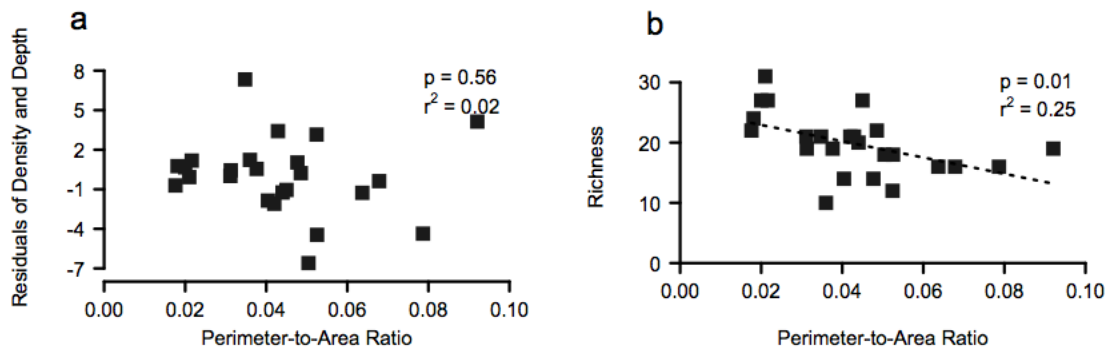 a
Residuals of Density and Depth
8
5
2
-1
-4
-7
p = 0.56
r² = 0.02
0.00 0.02 0.04 0.06 0.08 0.10
Perimeter-to-Area Ratio
b
Richness
30
20
10
0
p = 0.01
r² = 0.25
0.00 0.02 0.04 0.06 0.08 0.10
Perimeter-to-Area Ratio